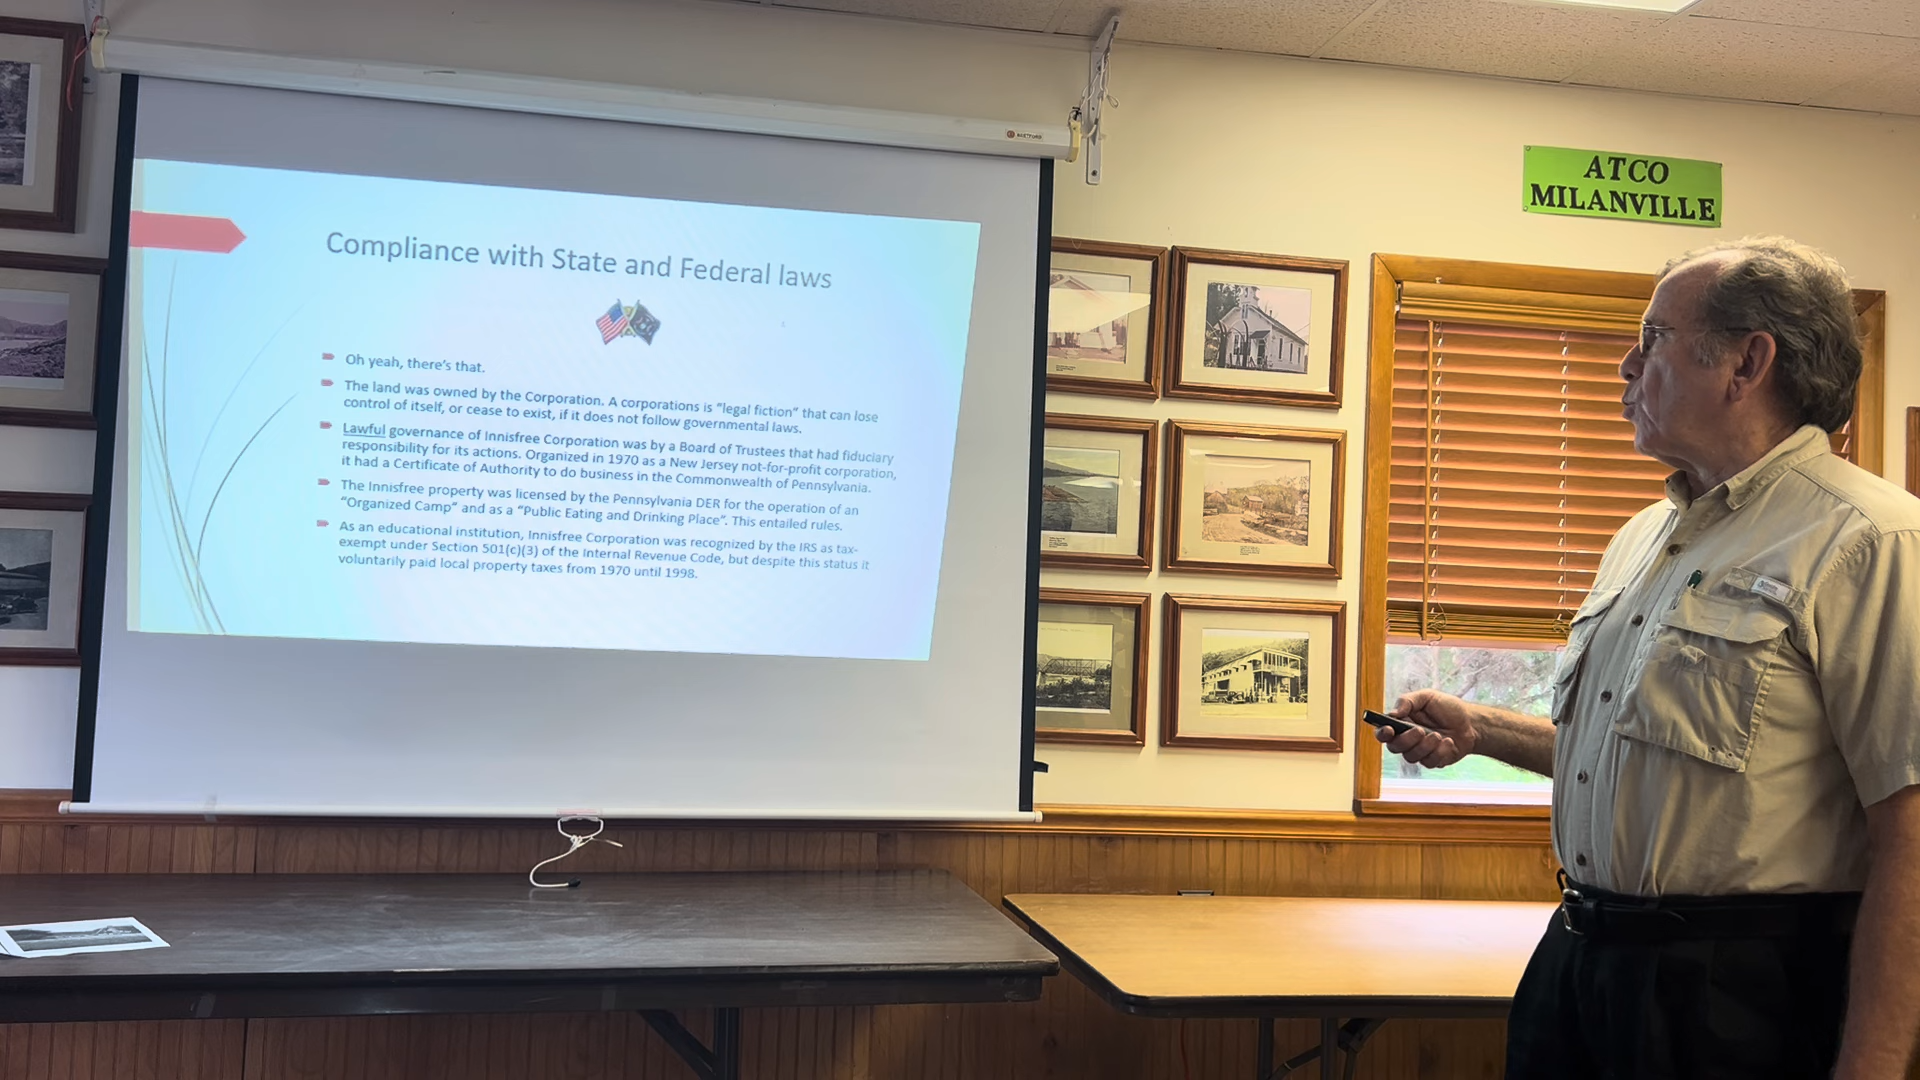 HARTFORD
ATCO
MILANVILLE
Compliance with State and Federal laws
Oh yeah, there's that.
The land was owned by the Corporation. A corporations is "legal fiction" that can lose
control of itself, or cease to exist, if it does not follow governmental laws.
Lawful governance of Innisfree Corporation was by a Board of Trustees that had fiduciary
responsibility for its actions. Organized in 1970 as a New Jersey not-for-profit corporation,
it had a Certificate of Authority to do business in the Commonwealth of Pennsylvania.
The Innisfree property was licensed by the Pennsylvania DER for the operation of an
"Organized Camp" and as a "Public Eating and Drinking Place". This entailed rules.
As an educational institution, Innisfree Corporation was recognized by the IRS as tax-
exempt under Section 501(c)(3) of the Internal Revenue Code, but despite this status it
voluntarily paid local property taxes from 1970 until 1998.